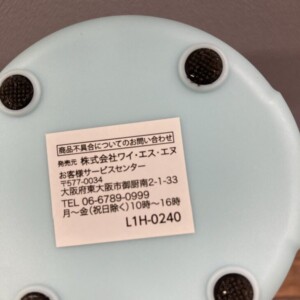 商品不具合についてのお問い合わせ
発売元 株式会社ワイ・エス・エヌ
お客様サービスセンター
〒577-0034
大阪府東大阪市御厨南2-1-33
TEL 06-6789-0999
月〜金(祝日除く)10時〜16時
L1H-0240